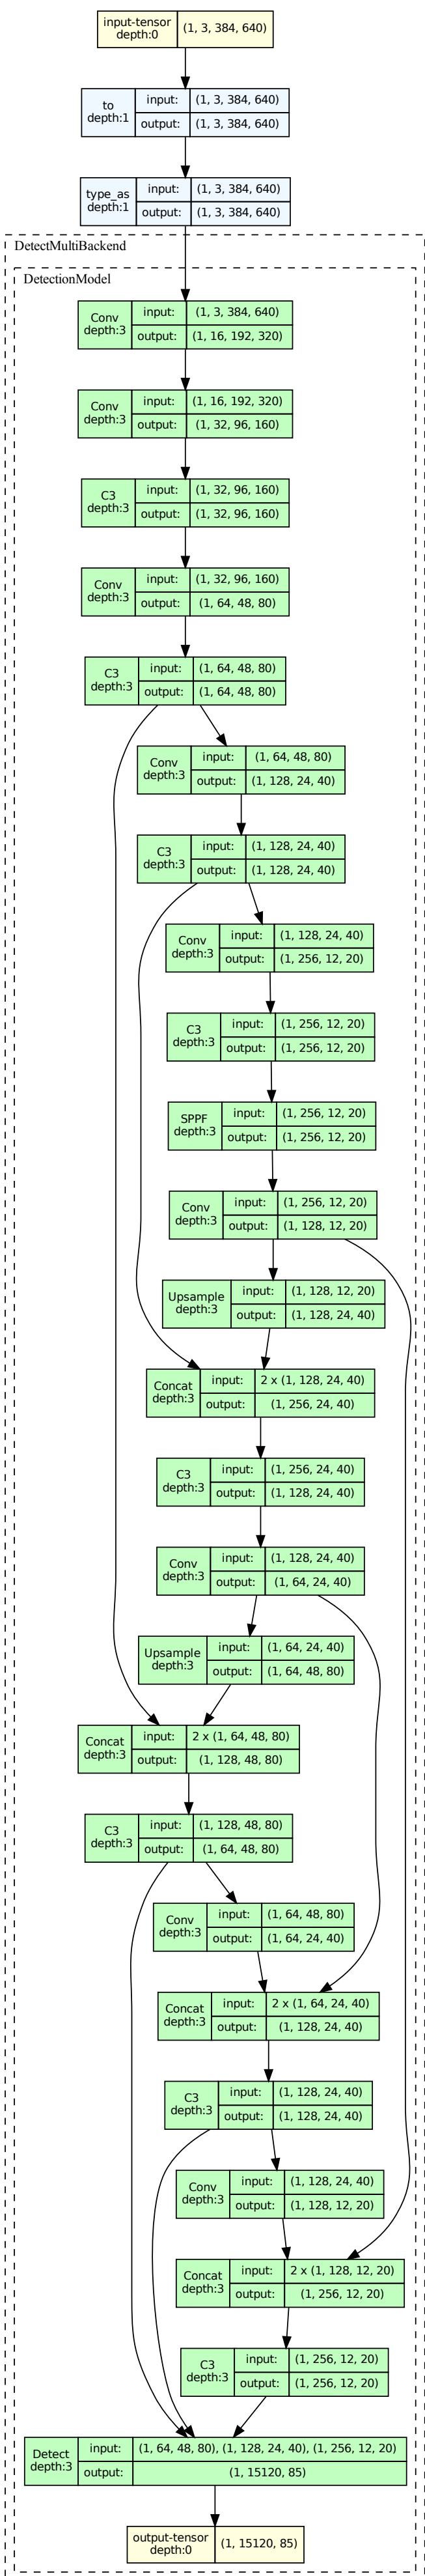 input-tensor
depth:0
(1, 3, 384, 640)
to
depth:1
input:
(1, 3, 384, 640)
output:
(1, 3, 384, 640)
type_as
depth:1
input:
(1, 3, 384, 640)
output:
(1, 3, 384, 640)
DetectMultiBackend
DetectionModel
Conv
depth:3
input:
(1, 3, 384, 640)
output:
(1, 16, 192, 320)
Conv
depth:3
input:
(1, 16, 192, 320)
output:
(1, 32, 96, 160)
C3
depth:3
input:
(1, 32, 96, 160)
output:
(1, 32, 96, 160)
Conv
depth:3
input:
(1, 32, 96, 160)
output:
(1, 64, 48, 80)
C3
depth:3
input:
(1, 64, 48, 80)
output:
(1, 64, 48, 80)
Conv
depth:3
input:
(1, 64, 48, 80)
output:
(1, 128, 24, 40)
C3
depth:3
input:
(1, 128, 24, 40)
output:
(1, 128, 24, 40)
Conv
depth:3
input:
(1, 128, 24, 40)
output:
(1, 256, 12, 20)
C3
depth:3
input:
(1, 256, 12, 20)
output:
(1, 256, 12, 20)
SPPF
depth:3
input:
(1, 256, 12, 20)
output:
(1, 256, 12, 20)
Conv
depth:3
input:
(1, 256, 12, 20)
output:
(1, 128, 12, 20)
Upsample
depth:3
input:
(1, 128, 12, 20)
output:
(1, 128, 24, 40)
Concat
depth:3
input:
2 x (1, 128, 24, 40)
output:
(1, 256, 24, 40)
C3
depth:3
input:
(1, 256, 24, 40)
output:
(1, 128, 24, 40)
Conv
depth:3
input:
(1, 128, 24, 40)
output:
(1, 64, 24, 40)
Upsample
depth:3
input:
(1, 64, 24, 40)
output:
(1, 64, 48, 80)
Concat
depth:3
input:
2 x (1, 64, 48, 80)
output:
(1, 128, 48, 80)
C3
depth:3
input:
(1, 128, 48, 80)
output:
(1, 64, 48, 80)
Conv
depth:3
input:
(1, 64, 48, 80)
output:
(1, 64, 24, 40)
Concat
depth:3
input:
2 x (1, 64, 24, 40)
output:
(1, 128, 24, 40)
C3
depth:3
input:
(1, 128, 24, 40)
output:
(1, 128, 24, 40)
Conv
depth:3
input:
(1, 128, 24, 40)
output:
(1, 128, 12, 20)
Concat
depth:3
input:
2 x (1, 128, 12, 20)
output:
(1, 256, 12, 20)
C3
depth:3
input:
(1, 256, 12, 20)
output:
(1, 256, 12, 20)
Detect
depth:3
input:
(1, 64, 48, 80), (1, 128, 24, 40), (1, 256, 12, 20)
output:
(1, 15120, 85)
output-tensor
depth:0
(1, 15120, 85)